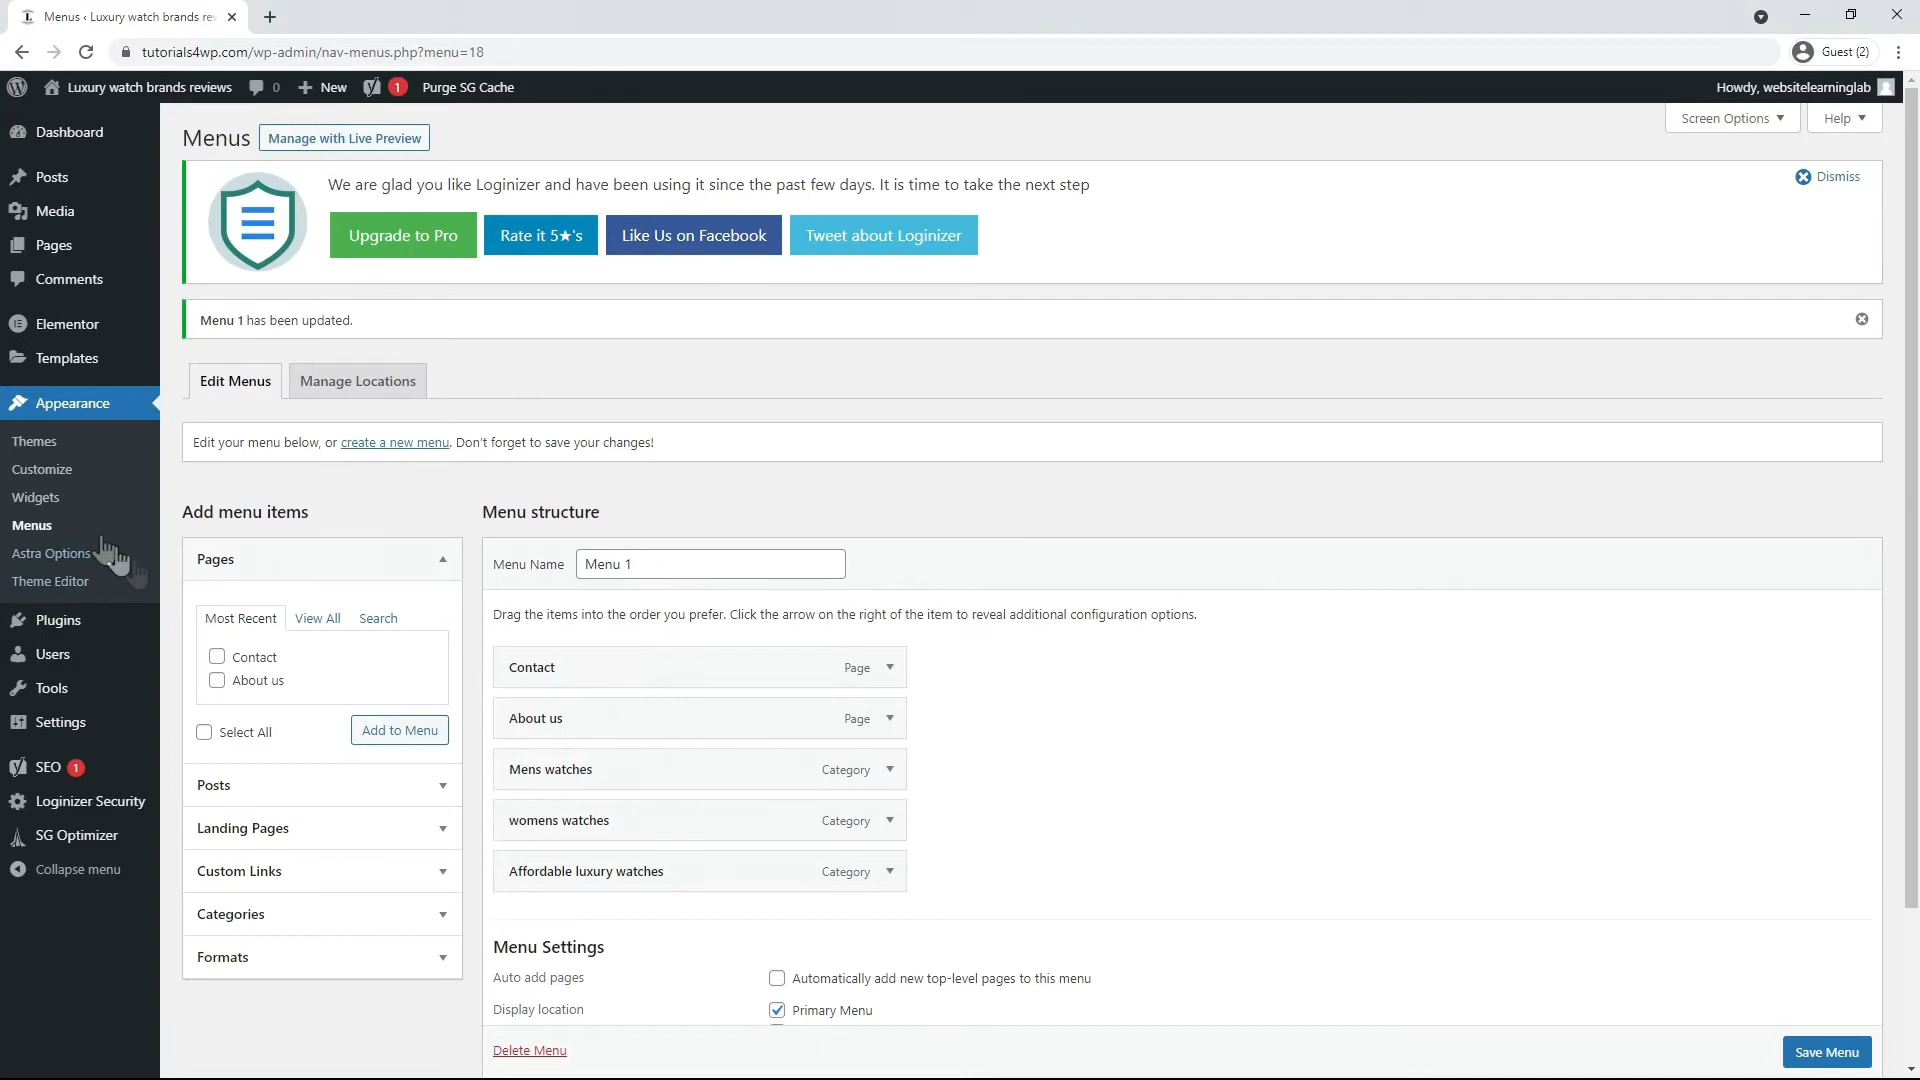 Menus ‹ Luxury watch brands rev
tutorials4wp.com/wp-admin/nav-menus.php?menu=18
Guest (2)
Luxury watch brands reviews
0
New
1
Purge SG Cache
Howdy, websitelearninglab
Dashboard
Posts
Media
Pages
Comments
Elementor
Templates
Appearance
Themes
Customize
Widgets
Menus
Astra Options
Theme Editor
Plugins
Users
Tools
Settings
SEO 1
Loginizer Security
SG Optimizer
Collapse menu
Screen Options
Help
Menus
Manage with Live Preview
We are glad you like Loginizer and have been using it since the past few days. It is time to take the next step
Dismiss
Upgrade to Pro
Rate it 5★'s
Like Us on Facebook
Tweet about Loginizer
Menu 1 has been updated.
Edit Menus
Manage Locations
Edit your menu below, or create a new menu. Don't forget to save your changes!
Add menu items
Pages
Most Recent
View All
Search
Contact
About us
Select All
Add to Menu
Posts
Landing Pages
Custom Links
Categories
Formats
Menu structure
Menu Name
Menu 1
Drag the items into the order you prefer. Click the arrow on the right of the item to reveal additional configuration options.
Contact Page
About us Page
Mens watches Category
womens watches Category
Affordable luxury watches Category
Menu Settings
Auto add pages
Automatically add new top-level pages to this menu
Display location
Primary Menu
Delete Menu
Save Menu